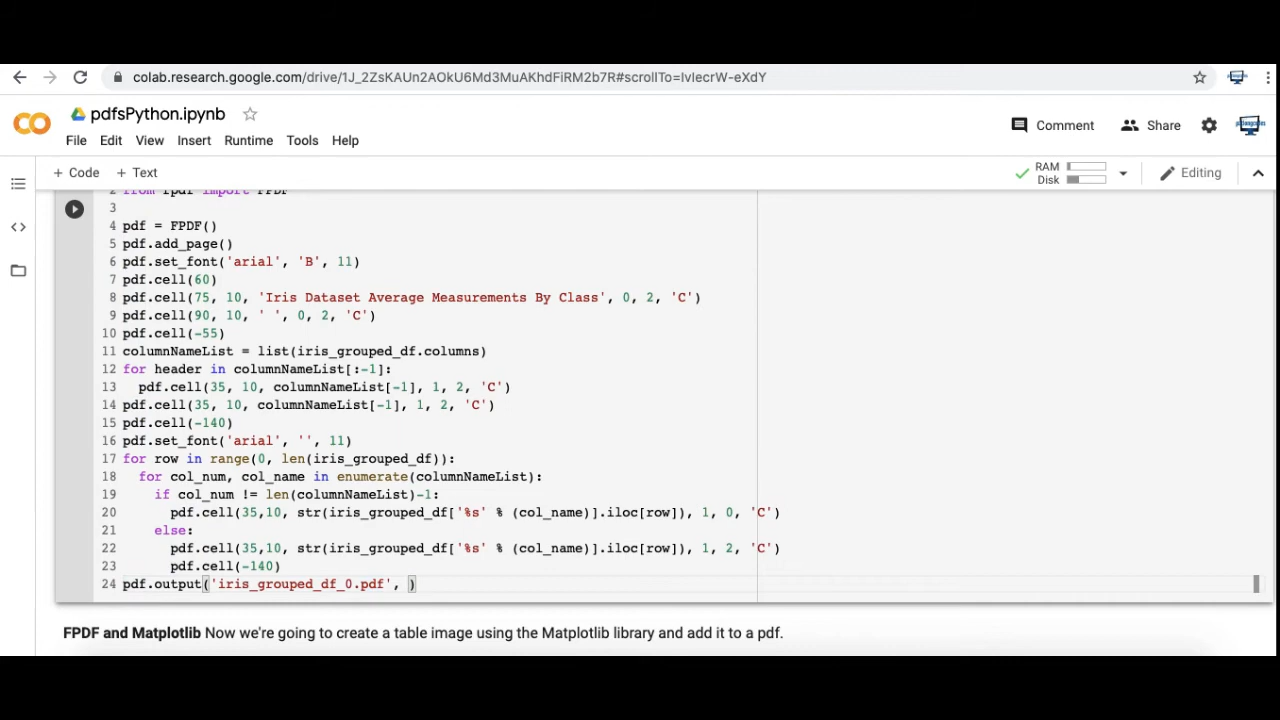 colab.research.google.com/drive/1J_2ZsKAUn2AOkU6Md3MuAKhdFiRM2b7R#scrollTo=IvIecrW-eXdY
pdfsPython.ipynb
File Edit View Insert Runtime Tools Help
Comment Share
+ Code + Text
RAM
Disk
Editing
2 from fpdf import FPDF
3
4 pdf = FPDF()
5 pdf.add_page()
6 pdf.set_font('arial', 'B', 11)
7 pdf.cell(60)
8 pdf.cell(75, 10, 'Iris Dataset Average Measurements By Class', 0, 2, 'C')
9 pdf.cell(90, 10, ' ', 0, 2, 'C')
10 pdf.cell(-55)
11 columnNameList = list(iris_grouped_df.columns)
12 for header in columnNameList[:-1]:
13   pdf.cell(35, 10, columnNameList[-1], 1, 2, 'C')
14 pdf.cell(35, 10, columnNameList[-1], 1, 2, 'C')
15 pdf.cell(-140)
16 pdf.set_font('arial', '', 11)
17 for row in range(0, len(iris_grouped_df)):
18   for col_num, col_name in enumerate(columnNameList):
19     if col_num != len(columnNameList)-1:
20       pdf.cell(35,10, str(iris_grouped_df['%s' % (col_name)].iloc[row]), 1, 0, 'C')
21     else:
22       pdf.cell(35,10, str(iris_grouped_df['%s' % (col_name)].iloc[row]), 1, 2, 'C')
23       pdf.cell(-140)
24 pdf.output('iris_grouped_df_0.pdf', )
FPDF and Matplotlib Now we're going to create a table image using the Matplotlib library and add it to a pdf.